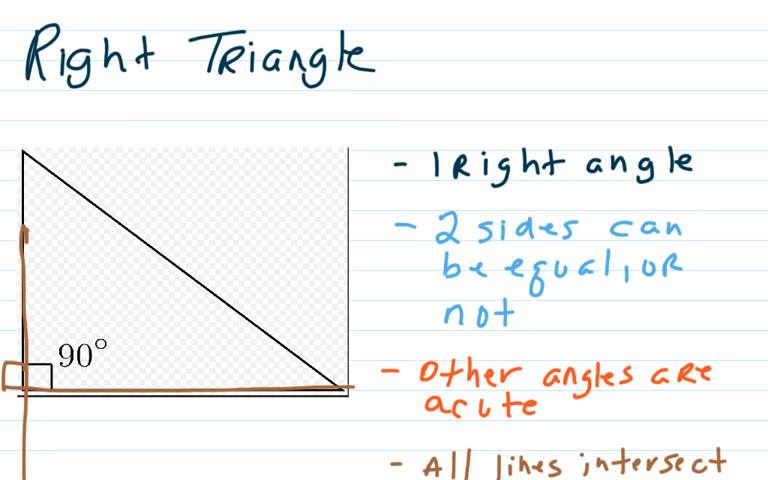 Right Triangle
- 1 Right angle
- 2 sides can
be equal, or
not
90°
- Other angles are
acute
- All lines intersect